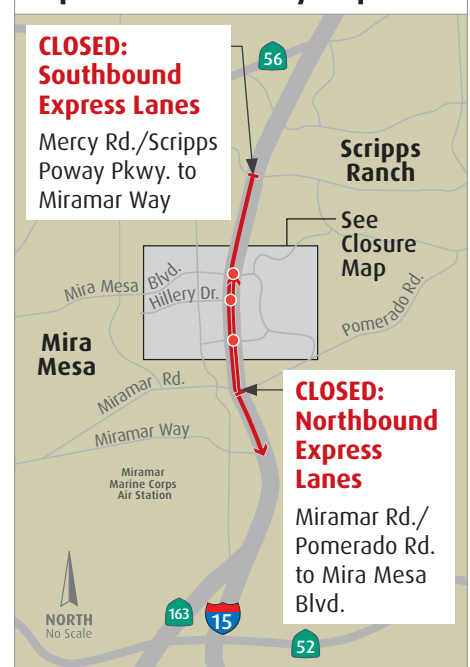 CLOSED:
Southbound
Express Lanes
Mercy Rd./Scripps
Poway Pkwy. to
Miramar Way
56
Scripps
Ranch
See
Closure
Map
Mira Mesa Blvd.
Hillery Dr.
Pomerado Rd.
Mira
Mesa
Miramar Rd.
Miramar Way
CLOSED:
Northbound
Express
Lanes
Miramar Rd./
Pomerado Rd.
to Mira Mesa
Blvd.
Miramar
Marine Corps
Air Station
NORTH
No Scale
163
15
52